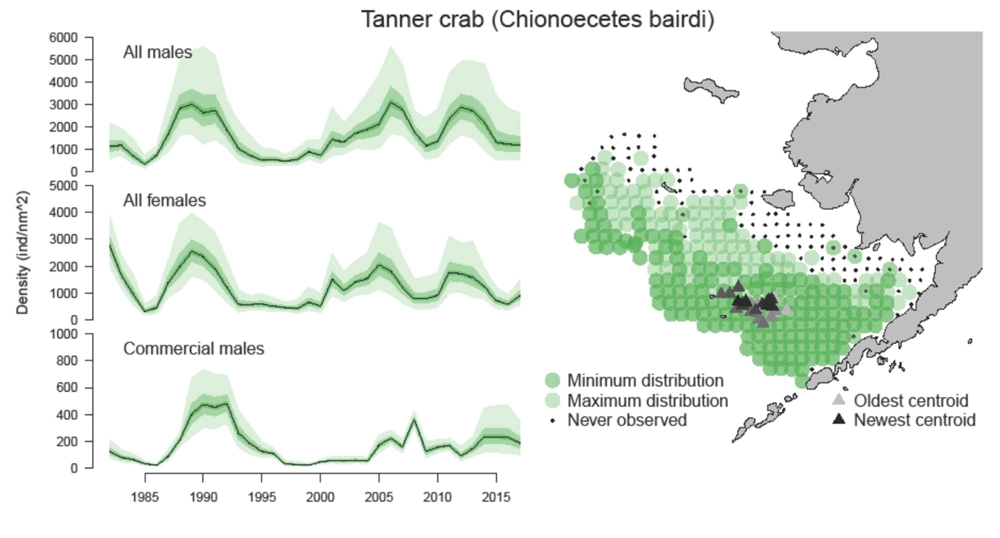 Tanner crab (Chionoecetes bairdi)
Density (ind/nm^2)
All males
6000
5000
4000
3000
2000
1000
0
All females
5000
4000
3000
2000
1000
0
Commercial males
1000
800
600
400
200
0
1985 1990 1995 2000 2005 2010 2015
Minimum distribution
Maximum distribution
Never observed
Oldest centroid
Newest centroid